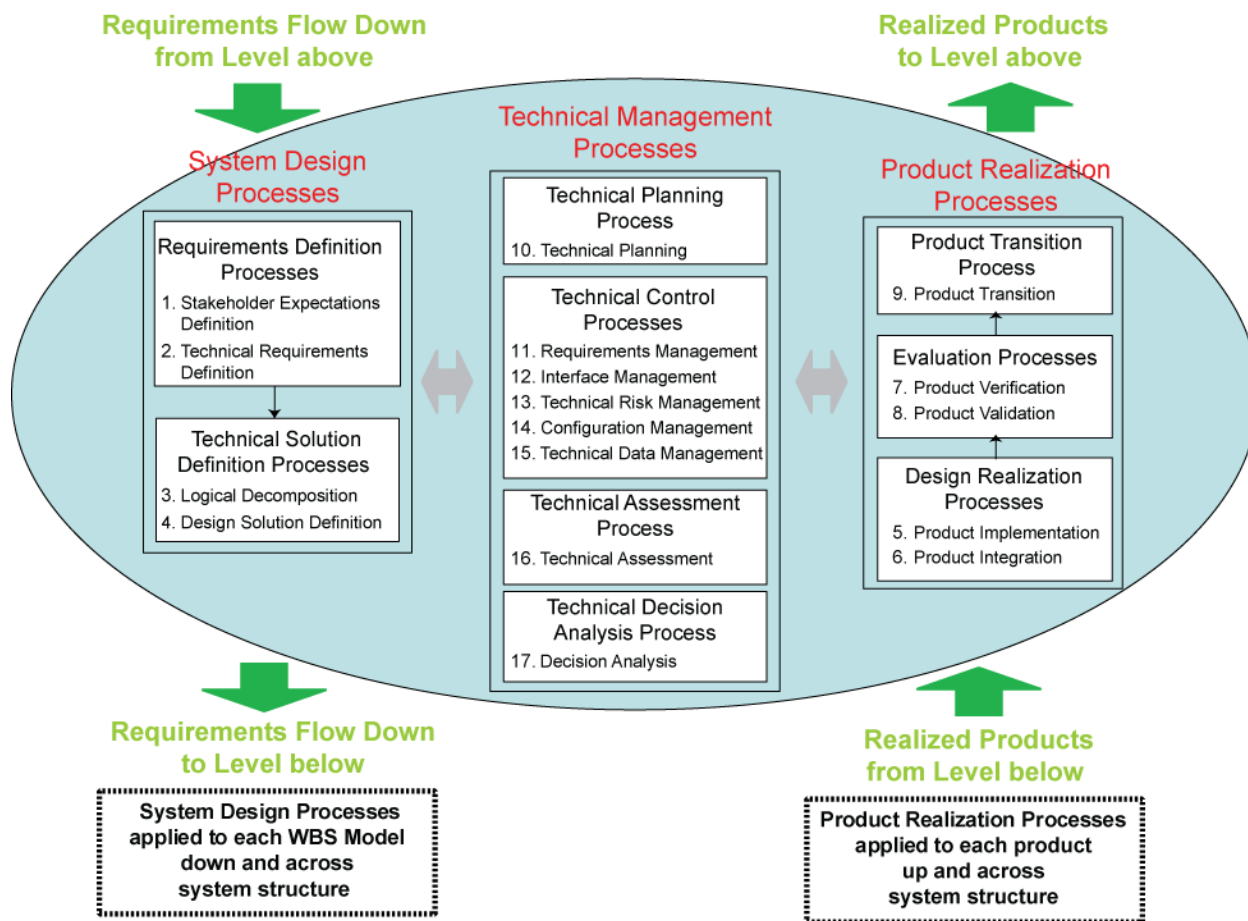 Requirements Flow Down
from Level above
Realized Products
to Level above
System Design
Processes
Requirements Definition
Processes
1. Stakeholder Expectations
Definition
2. Technical Requirements
Definition
Technical Solution
Definition Processes
3. Logical Decomposition
4. Design Solution Definition
Technical Management
Processes
Technical Planning
Process
10. Technical Planning
Technical Control
Processes
11. Requirements Management
12. Interface Management
13. Technical Risk Management
14. Configuration Management
15. Technical Data Management
Technical Assessment
Process
16. Technical Assessment
Technical Decision
Analysis Process
17. Decision Analysis
Product Realization
Processes
Product Transition
Process
9. Product Transition
Evaluation Processes
7. Product Verification
8. Product Validation
Design Realization
Processes
5. Product Implementation
6. Product Integration
Requirements Flow Down
to Level below
Realized Products
from Level below
System Design Processes
applied to each WBS Model
down and across
system structure
Product Realization Processes
applied to each product
up and across
system structure